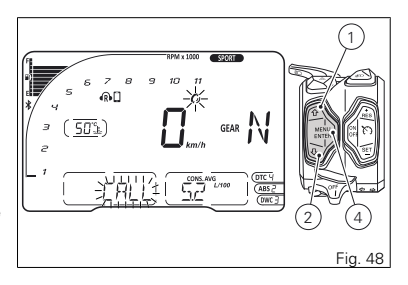 RPM x 1000 SPORT
F
E
1
2
3
4
5
6 7 8 9 10 11
R
50°C
0 km/h
GEAR N
CALL
CONS.AVG
5.2 L/100
DTC 4
ABS 2
DWC 3
MENU
ENTER
RES
ON
OFF
SET
OFF
1
2
4
Fig. 48